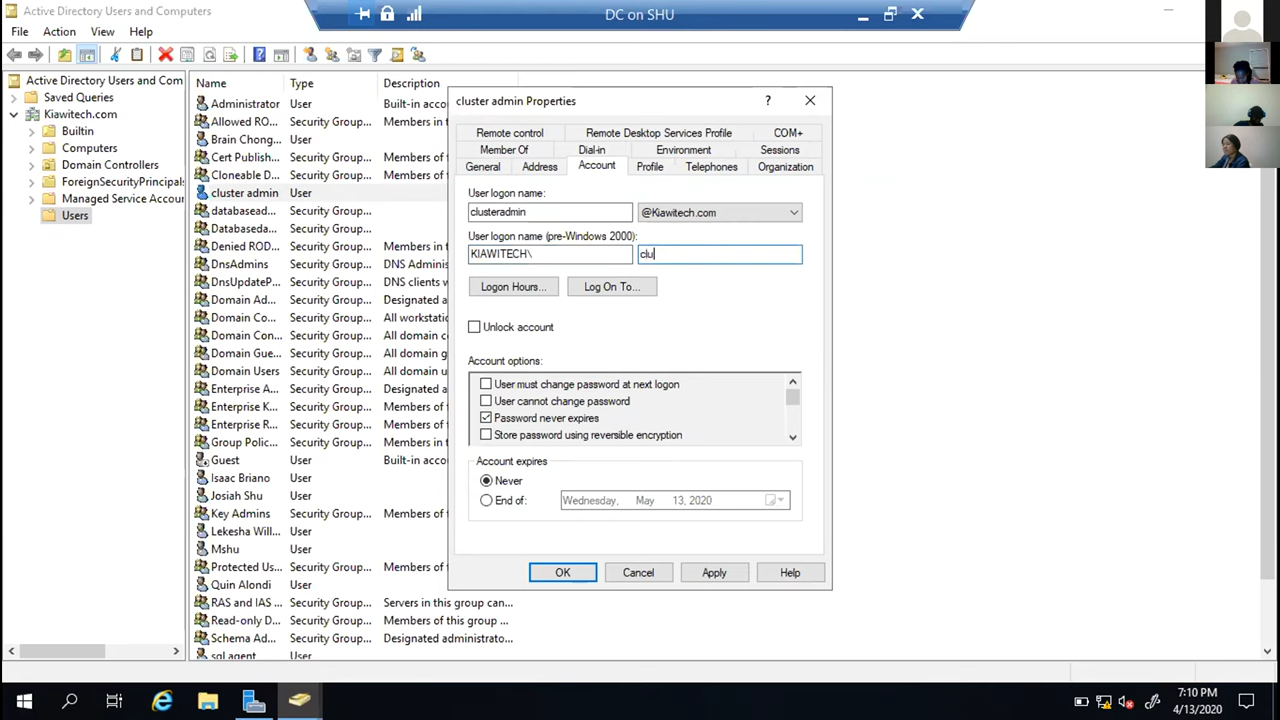 Active Directory Users and Computers
DC on SHU
File Action View Help
Active Directory Users and Com
Saved Queries
Kiawitech.com
Builtin
Computers
Domain Controllers
ForeignSecurityPrincipals
Managed Service Accour
Users
Name Type Description
Administrator User Built-in acco
Allowed RO... Security Group... Members in t
Brain Chong... User
Cert Publish... Security Group... Members of t
Cloneable D... Security Group... Members of t
cluster admin User
databasead...
Databaseda...
Denied ROD... Security Group... Members in t
DnsAdmins Security Group... DNS Adminis
DnsUpdateP... Security Group... DNS clients w
Domain Ad... Security Group... Designated a
Domain Co... Security Group... All workstatio
Domain Con... Security Group... All domain co
Domain Gue... Security Group... All domain g
Domain Users Security Group... All domain u
Enterprise A... Security Group... Designated a
Enterprise K... Security Group... Members of t
Enterprise R... Security Group... Members of t
Group Polic... Security Group... Members in t
Guest User Built-in acco
Isaac Briano User
Josiah Shu User
Key Admins Security Group... Members of t
Lekesha Will... User
Mshu User
Protected Us... Security Group... Members of t
Quin Alondi User
RAS and IAS ... Security Group... Servers in this group can...
Read-only D... Security Group... Members of this group ...
Schema Ad... Security Group... Designated administrato...
sql agent User
cluster admin Properties
Remote control Remote Desktop Services Profile COM+
Member Of Dial-in Environment Sessions
General Address Account Profile Telephones Organization
User logon name:
clusteradmin @Kiawitech.com
User logon name (pre-Windows 2000):
KIAWITECH\ clu
Logon Hours... Log On To...
Unlock account
Account options:
User must change password at next logon
User cannot change password
Password never expires
Store password using reversible encryption
Account expires
Never
End of: Wednesday, May 13, 2020
OK Cancel Apply Help
7:10 PM
4/13/2020